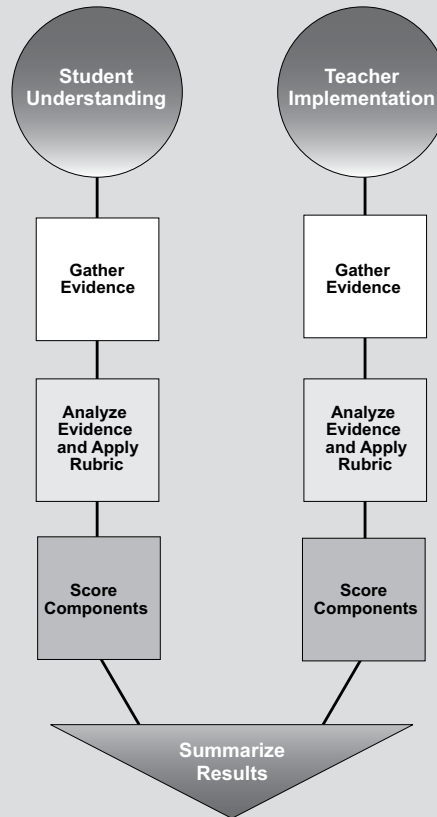 Student
Understanding
Gather
Evidence
Analyze
Evidence
and Apply
Rubric
Score
Components
Teacher
Implementation
Gather
Evidence
Analyze
Evidence
and Apply
Rubric
Score
Components
Summarize
Results